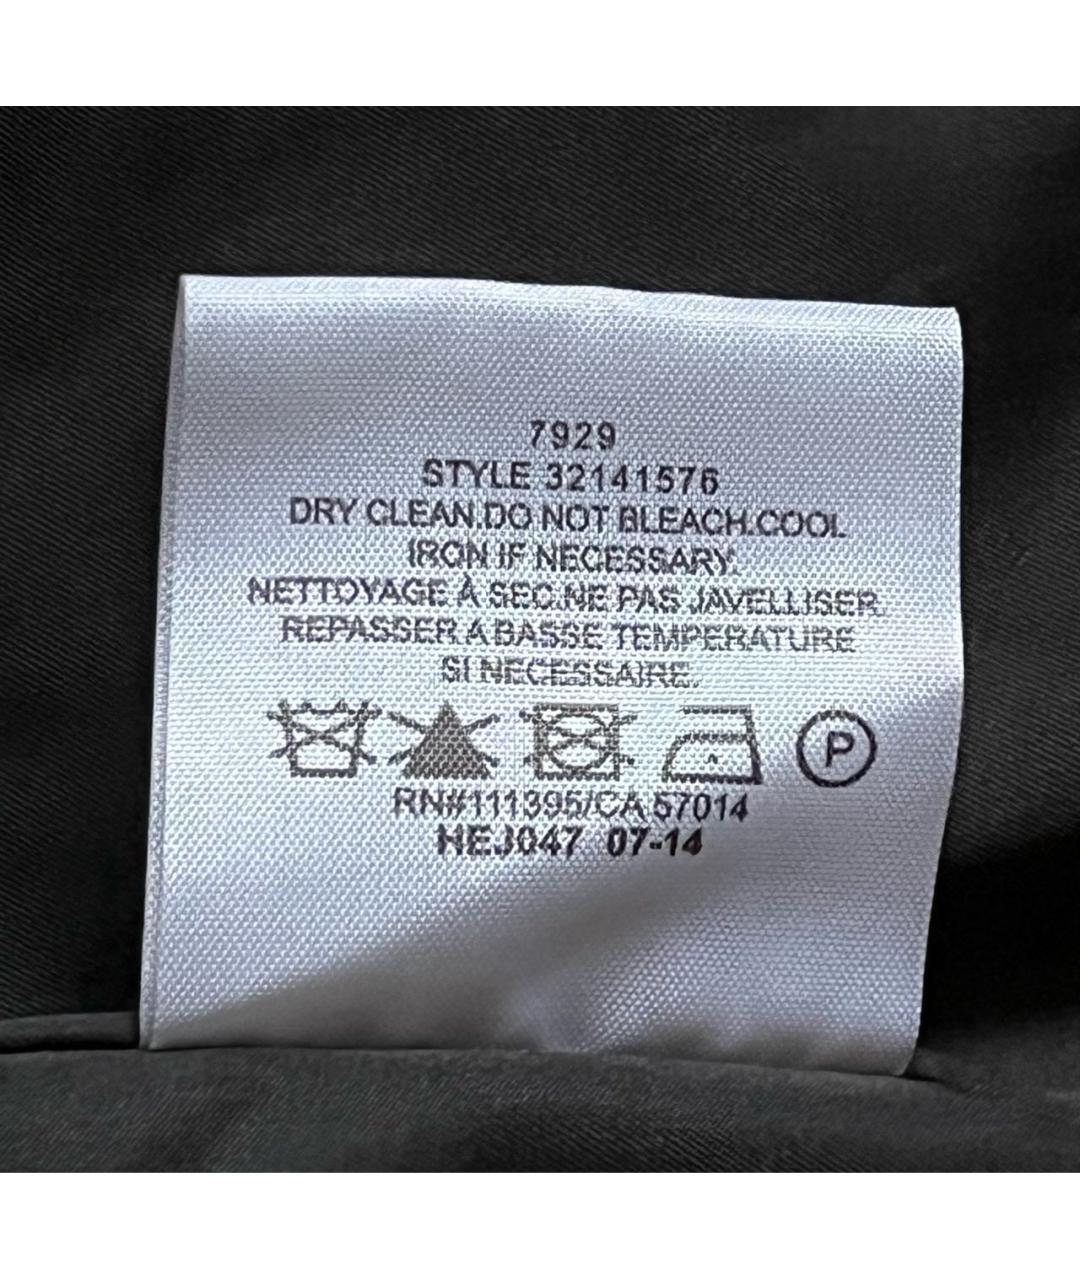 7929
STYLE 32141576
DRY CLEAN.DO NOT BLEACH.COOL
IRON IF NECESSARY.
NETTOYAGE À SEC.NE PAS JAVELLISER.
REPASSER A BASSE TEMPERATURE
SI NECESSAIRE.
P
RN#111395/CA 57014
HEJ047 07-14